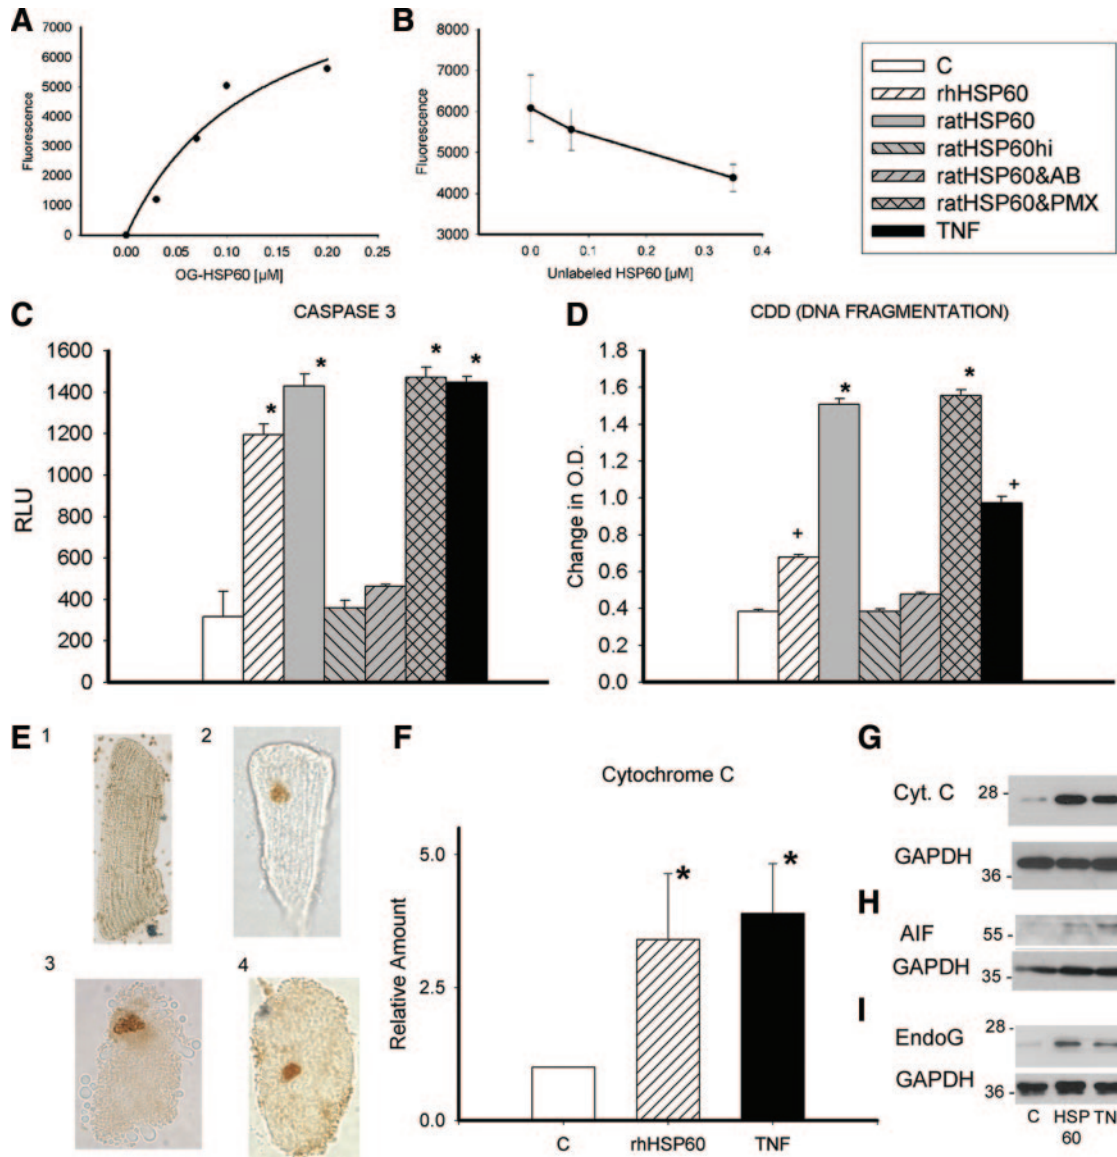 A
7000
6000
5000
4000
3000
2000
1000
0
Fluorescence
0.00 0.05 0.10 0.15 0.20 0.25
OG-HSP60 [µM]
B
8000
7000
6000
5000
4000
3000
Fluorescence
0.0 0.1 0.2 0.3 0.4
Unlabeled HSP60 [µM]
C
rhHSP60
ratHSP60
ratHSP60hi
ratHSP60&AB
ratHSP60&PMX
TNF
C
CASPASE 3
1600
1400
1200
1000
800
600
400
200
0
RLU
* * * *
D
CDD (DNA FRAGMENTATION)
1.8
1.6
1.4
1.2
1.0
0.8
0.6
0.4
0.2
0.0
Change in O.D.
+ * * +
E
1
2
3
4
F
Cytochrome C
5.0
2.5
0.0
Relative Amount
* *
C rhHSP60 TNF
G
Cyt. C 28 -
GAPDH
36 -
H
AIF 55 -
GAPDH
35 -
I
28 -
EndoG
GAPDH 36 -
C HSP TN
60